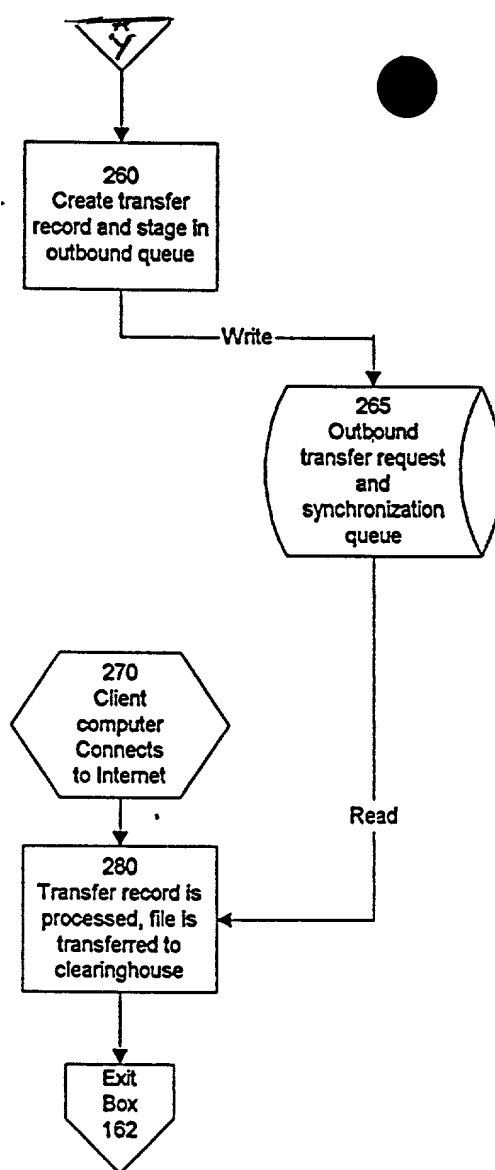 260
Create transfer
record and stage in
outbound queue
Write
265
Outbound
transfer request
and
synchronization
queue
270
Client
computer
Connects
to Internet
Read
280
Transfer record is
processed, file is
transferred to
clearinghouse
Exit
Box
162